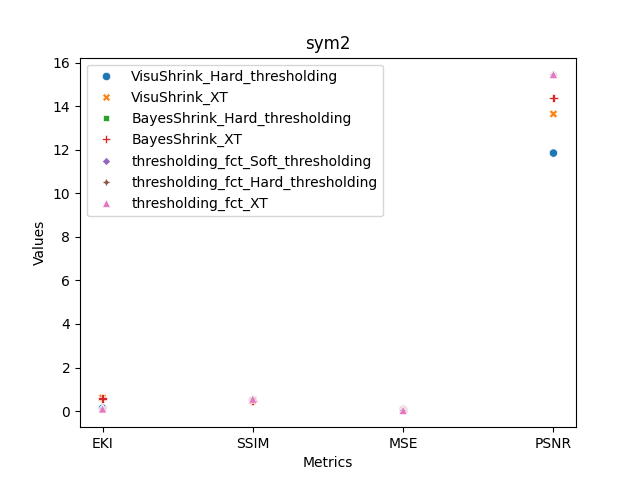 sym2
16
14
12
10
8
6
4
2
0
Values
VisuShrink_Hard_thresholding
VisuShrink_XT
BayesShrink_Hard_thresholding
BayesShrink_XT
thresholding_fct_Soft_thresholding
thresholding_fct_Hard_thresholding
thresholding_fct_XT
EKI SSIM MSE PSNR
Metrics